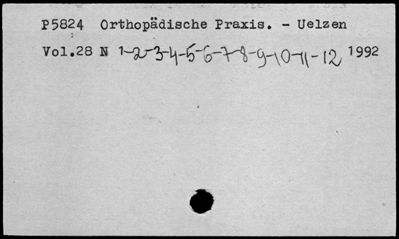 P5824 Orthopädische Praxis. - Uelzen
Vol.28 N 1-2-3-4-5-6-7-8-9-10-11-12 1992